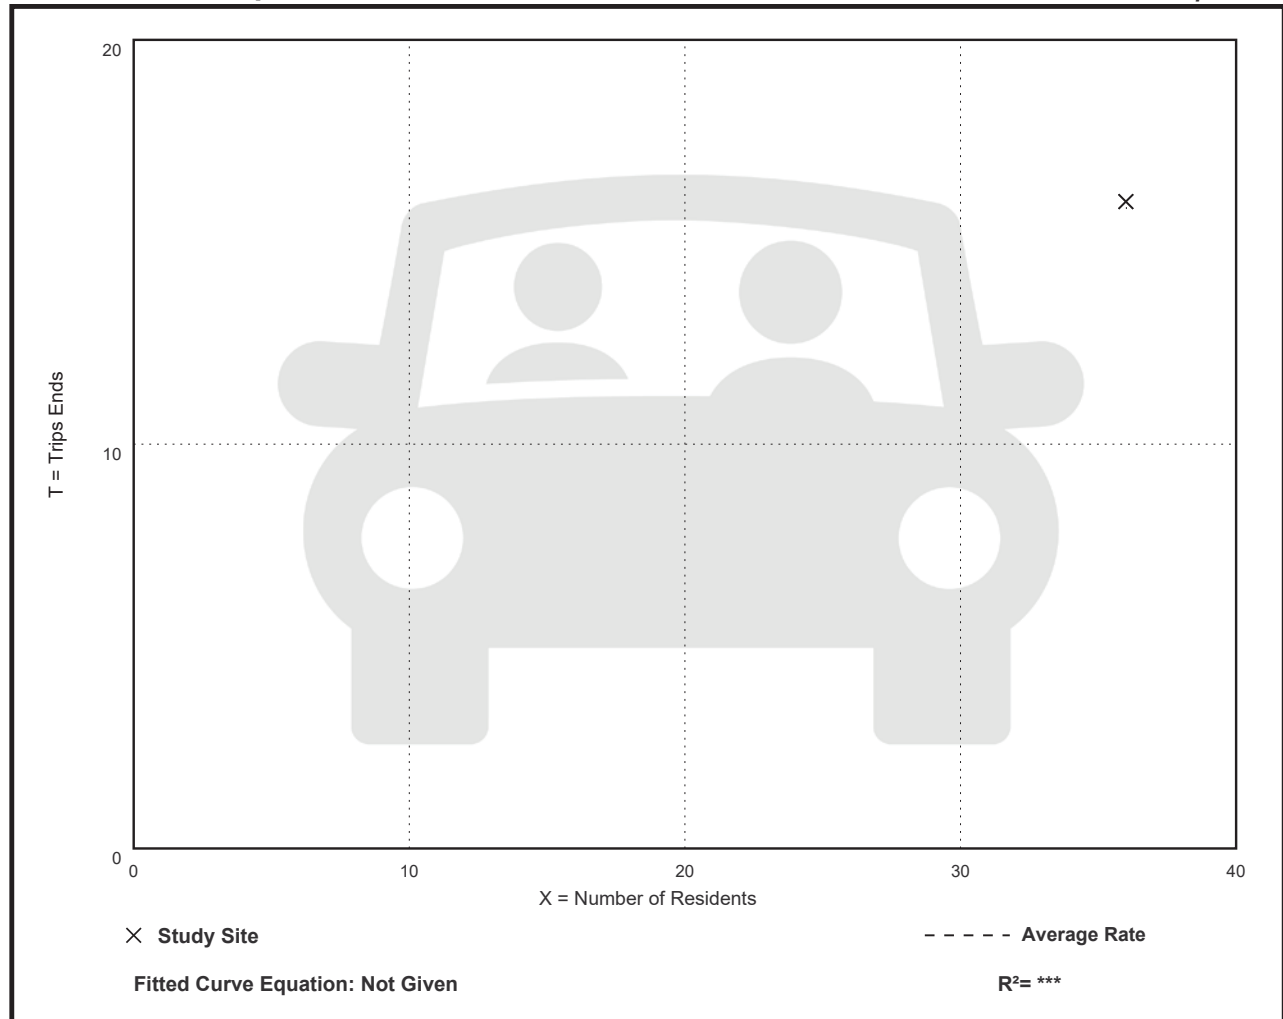 20
T = Trips Ends
10
0
0 10 20 30 40
X = Number of Residents
Study Site
Average Rate
Fitted Curve Equation: Not Given
R²= ***